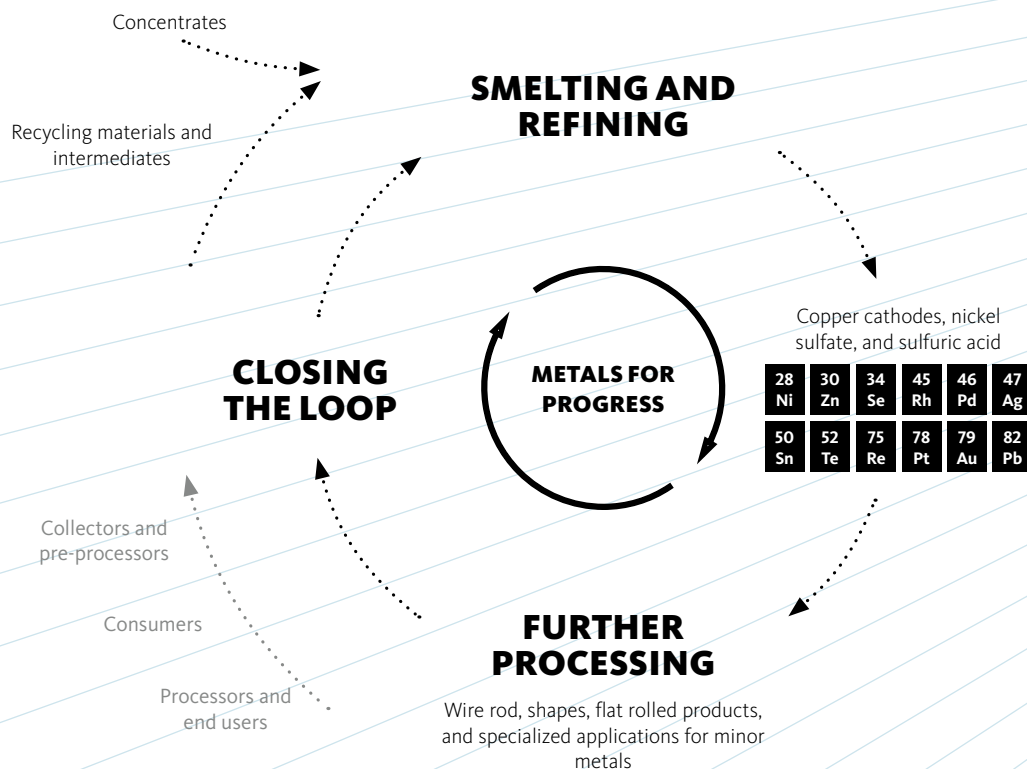 Concentrates
Recycling materials and
intermediates
SMELTING AND
REFINING
Copper cathodes, nickel
sulfate, and sulfuric acid
28 30 34 45 46 47
Ni Zn Se Rh Pd Ag
50 52 75 78 79 82
Sn Te Re Pt Au Pb
METALS FOR
PROGRESS
CLOSING
THE LOOP
Collectors and
pre-processors
Consumers
Processors and
end users
FURTHER
PROCESSING
Wire rod, shapes, flat rolled products,
and specialized applications for minor
metals